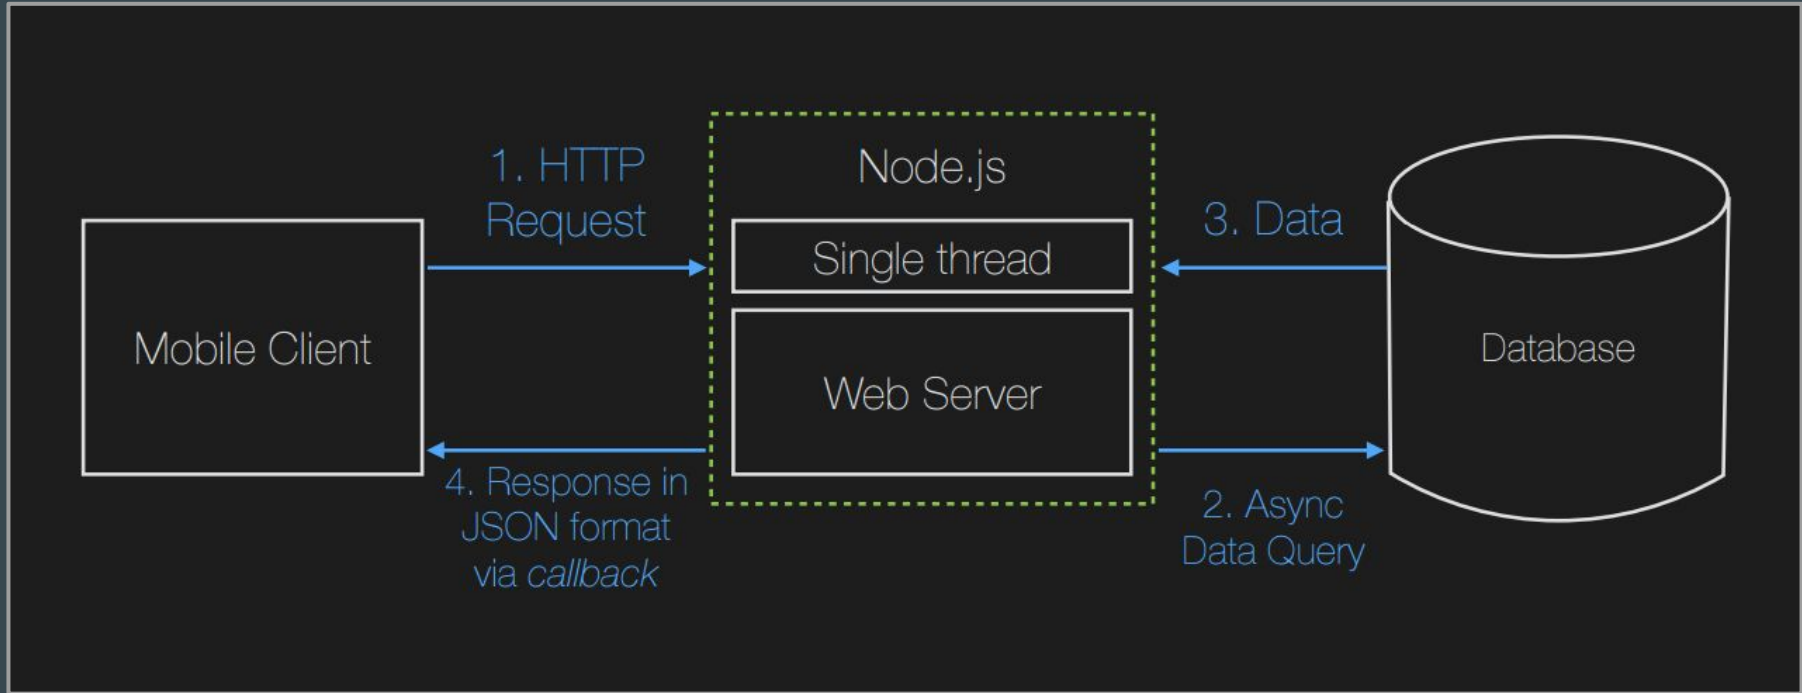 1. HTTP
Request
Node.js
Single thread
3. Data
Mobile Client
Web Server
Database
4. Response in
JSON format
via callback
2. Async
Data Query